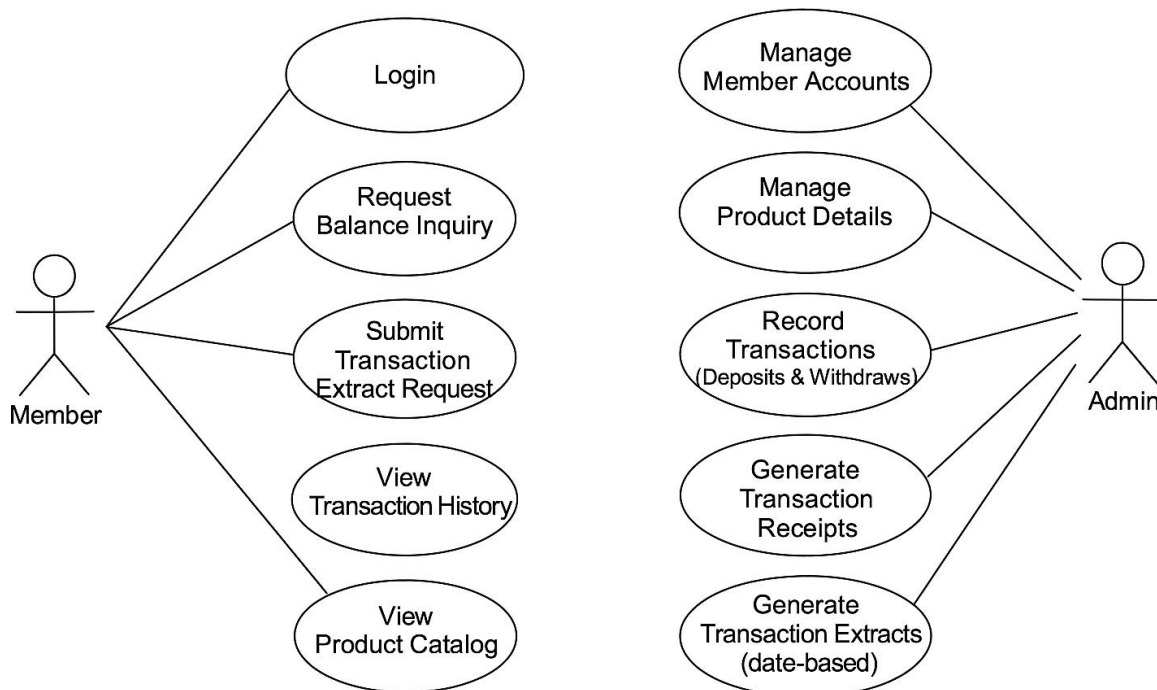 Login
Request
Balance Inquiry
Submit
Transaction
Extract Request
View
Transaction History
View
Product Catalog
Member
Manage
Member Accounts
Manage
Product Details
Record
Transactions
(Deposits & Withdraws)
Generate
Transaction
Receipts
Generate
Transaction Extracts
(date-based)
Admin